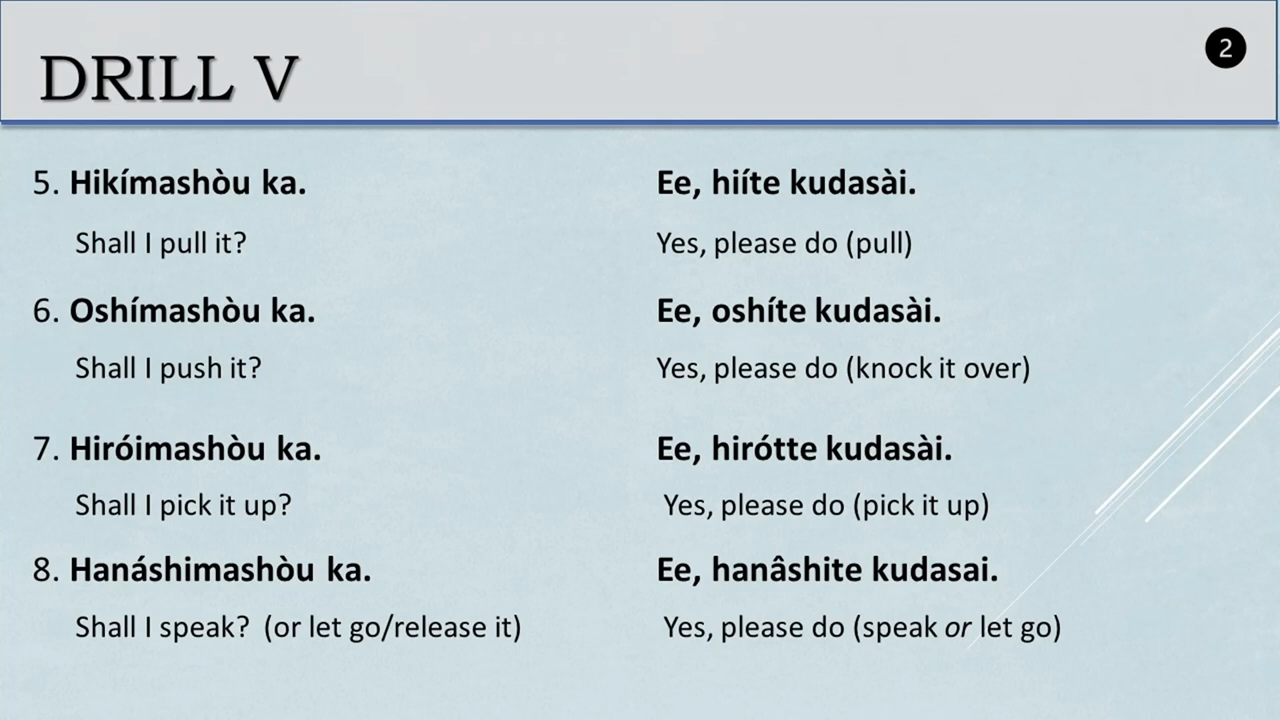 DRILL V
2
5. Hikímashòu ka. Ee, hiíte kudasài.
Shall I pull it? Yes, please do (pull)
6. Oshímashòu ka. Ee, oshíte kudasài.
Shall I push it? Yes, please do (knock it over)
7. Hiróimashòu ka. Ee, hirótte kudasài.
Shall I pick it up? Yes, please do (pick it up)
8. Hanáshimashòu ka. Ee, hanâshite kudasai.
Shall I speak? (or let go/release it) Yes, please do (speak or let go)